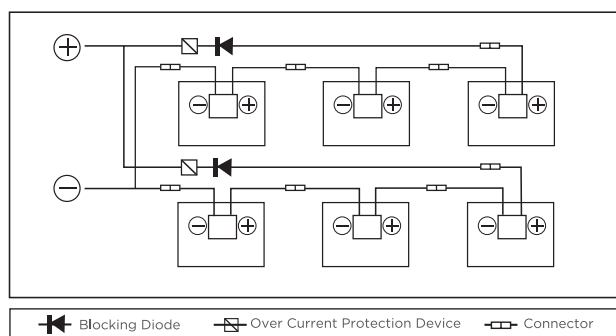 +
− + − + − +
−
− + − + − +
Blocking Diode Over Current Protection Device Connector